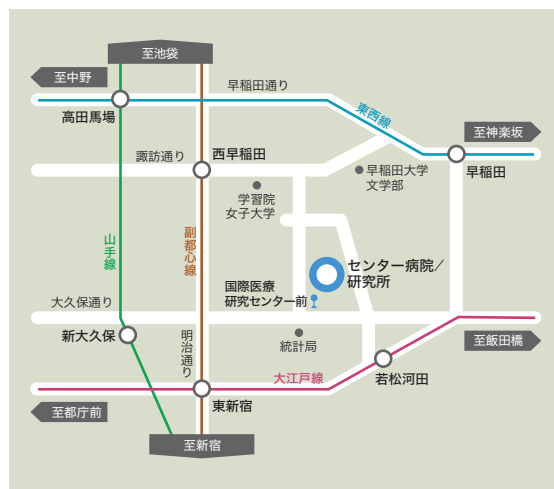 至池袋
至中野
早稲田通り
東西線
高田馬場
至神楽坂
諏訪通り
西早稲田
早稲田大学
文学部
早稲田
学習院
女子大学
山手線
副都心線
センター病院／
研究所
国際医療
研究センター前
大久保通り
新大久保
明治通り
統計局
至飯田橋
大江戸線
若松河田
至都庁前
東新宿
至新宿